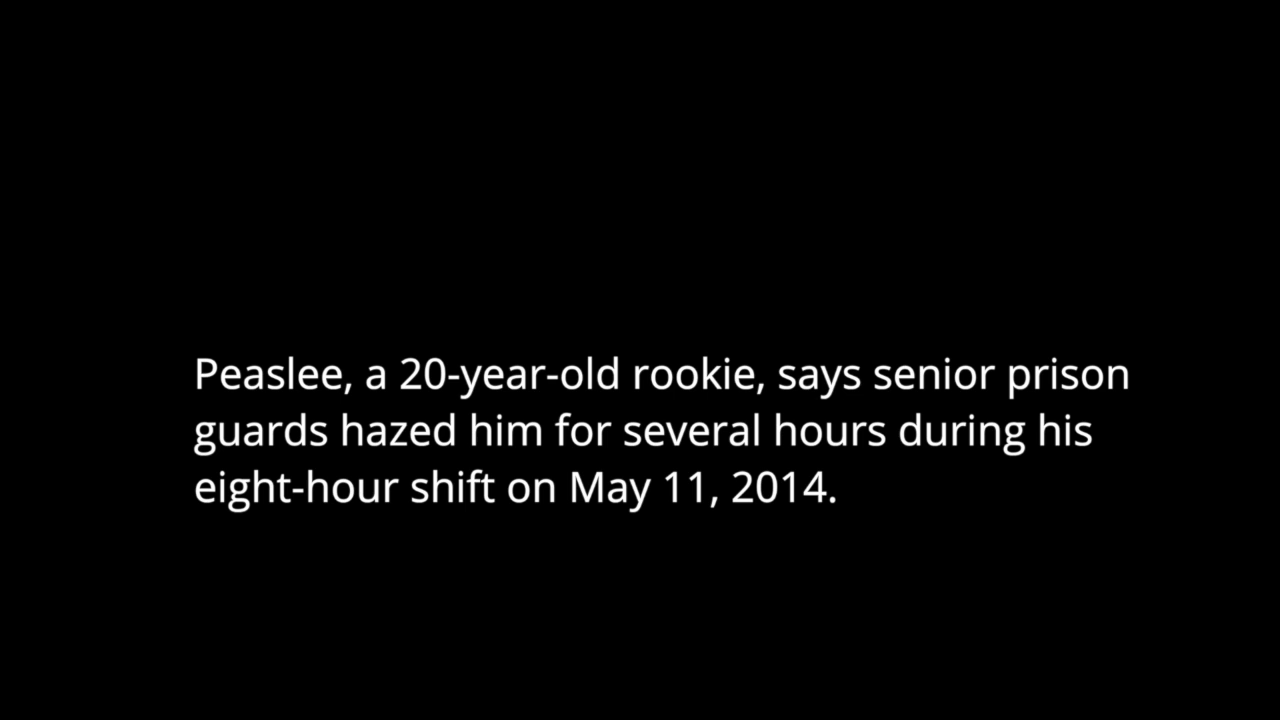 Peaslee, a 20-year-old rookie, says senior prison
guards hazed him for several hours during his
eight-hour shift on May 11, 2014.